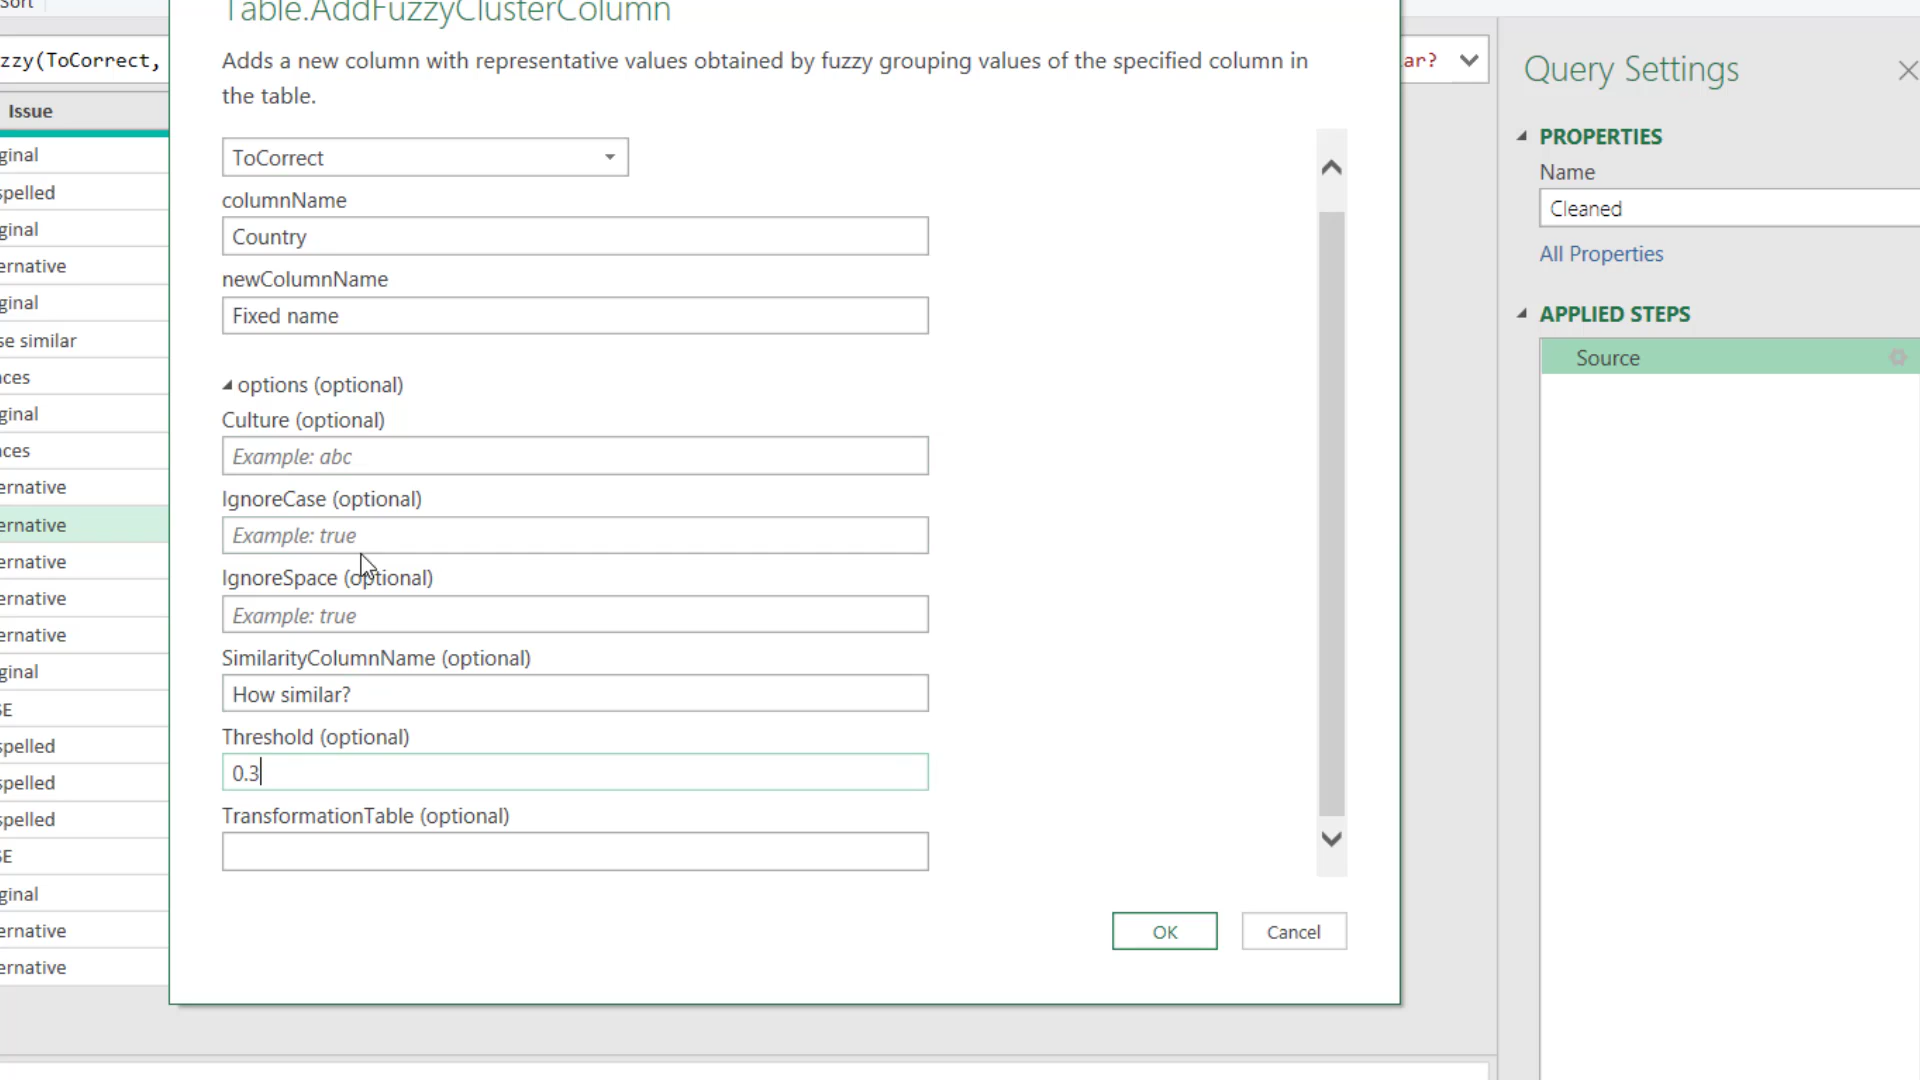 Sort
Table.AddFuzzyClusterColumn
Adds a new column with representative values obtained by fuzzy grouping values of the specified column in
the table.
zzy(ToCorrect,
ar?
Issue
ginal
spelled
ginal
ernative
ginal
se similar
aces
ginal
aces
ernative
ernative
ernative
ernative
ernative
ginal
SE
spelled
spelled
spelled
SE
ginal
ernative
ernative
ToCorrect
columnName
Country
newColumnName
Fixed name
options (optional)
Culture (optional)
Example: abc
IgnoreCase (optional)
Example: true
IgnoreSpace (optional)
Example: true
SimilarityColumnName (optional)
How similar?
Threshold (optional)
0.3
TransformationTable (optional)
OK
Cancel
Query Settings
PROPERTIES
Name
Cleaned
All Properties
APPLIED STEPS
Source